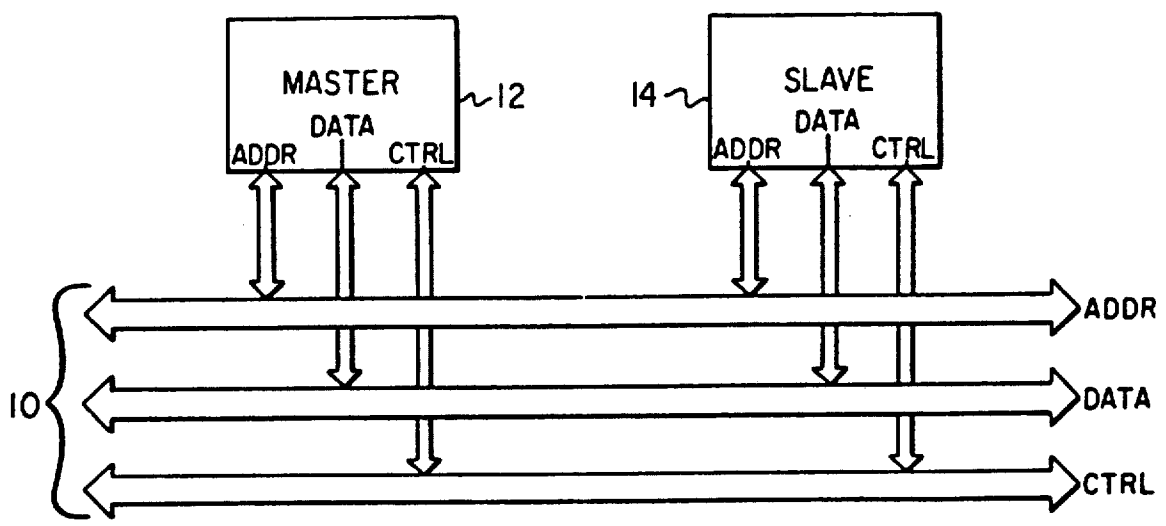 MASTER
DATA
ADDR CTRL
12
14
SLAVE
DATA
ADDR CTRL
ADDR
10
DATA
CTRL